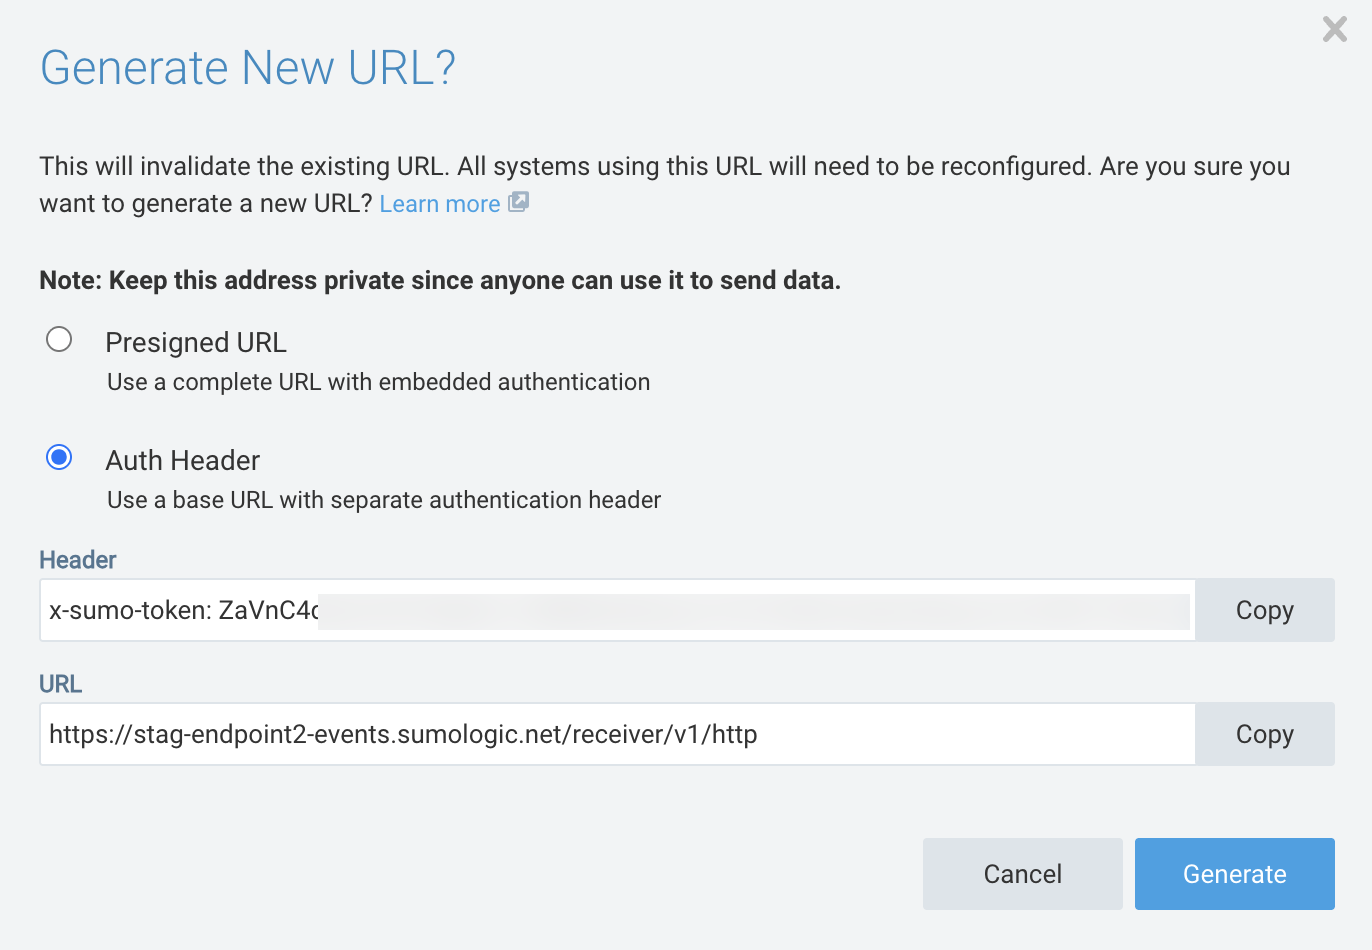 Generate New URL?
This will invalidate the existing URL. All systems using this URL will need to be reconfigured. Are you sure you
want to generate a new URL? Learn more
Note: Keep this address private since anyone can use it to send data.
Presigned URL
Use a complete URL with embedded authentication
Auth Header
Use a base URL with separate authentication header
Header
x-sumo-token: ZaVnC4
Copy
URL
https://stag-endpoint2-events.sumologic.net/receiver/v1/http
Copy
Cancel
Generate